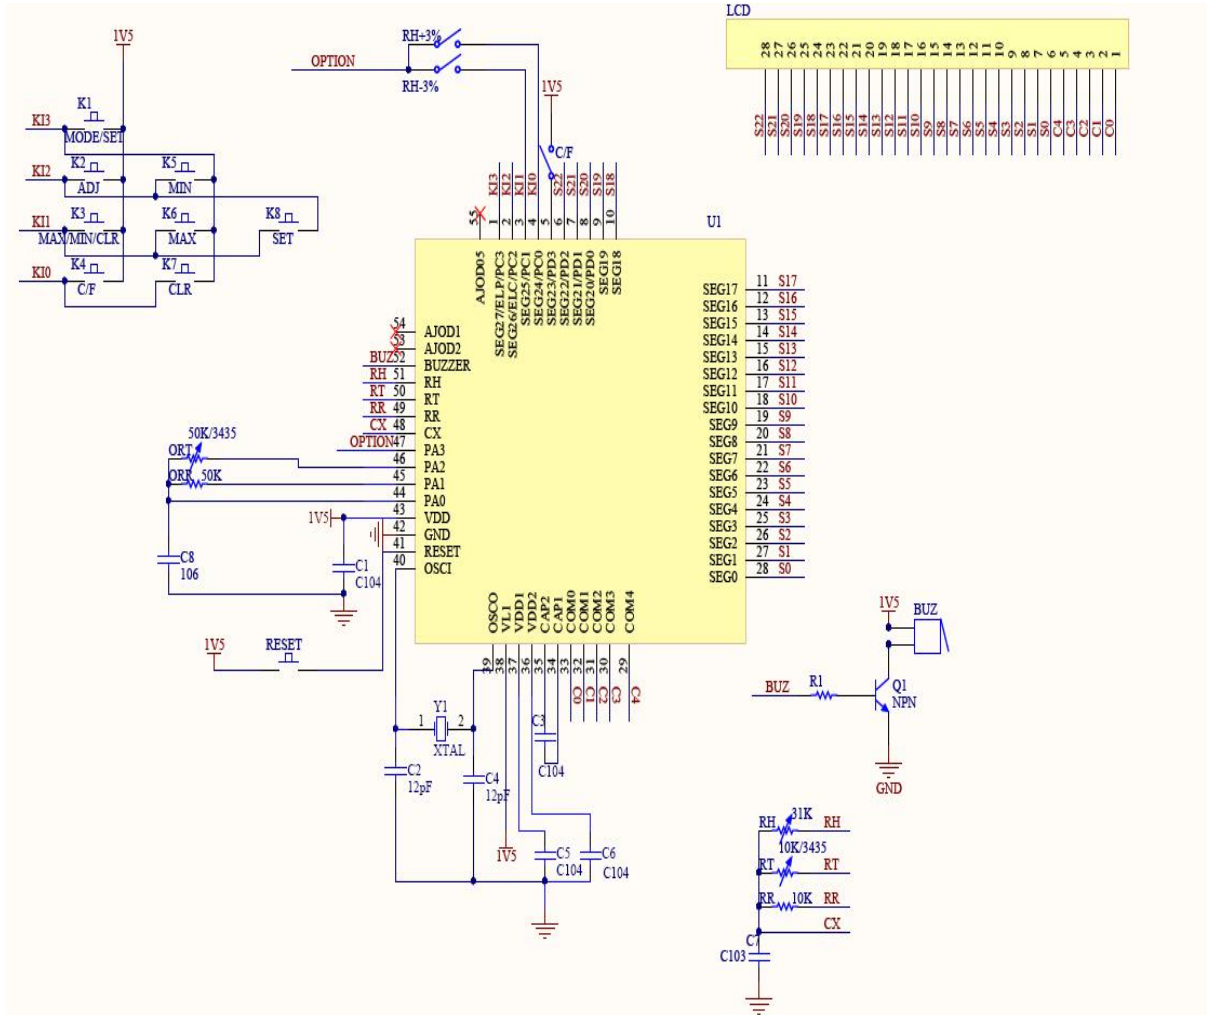 LCD
28 27 26 25 24 23 22 21 20 19 18 17 16 15 14 13 12 11 10 9 8 7 6 5 4 3 2 1
S22 S21 S20 S19 S18 S17 S16 S15 S14 S13 S12 S11 S10 S9 S8 S7 S6 S5 S4 S3 S2 S1 S0 C4 C3 C2 C1 C0
1V5
K1
KI3
MODE/SET
K2
K5
KI2
ADJ
MIN
K3
K6
K8
KI1
MAX/MIN/CLR
MAX
SET
K4
K7
KI0
C/F
CLR
RH+3%
OPTION
RH-3%
1V5
C/F
KI3 KI2 KI1 KI0 S22 S21 S20 S19 S18
55 1 2 3 4 5 6 7 8 9 10
U1
AJOD05
SEG27/ELP/PC3
SEG26/ELC/PC2
SEG25/PC1
SEG24/PC0
SEG23/PD3
SEG22/PD2
SEG21/PD1
SEG20/PD0
SEG19
SEG18
54 AJOD1
53 AJOD2
BUZ 52 BUZZER
RH 51 RH
RT 50 RT
RR 49 RR
CX 48 CX
OPTION 47 PA3
46 PA2
45 PA1
44 PA0
43 VDD
42 GND
41 RESET
40 OSCI
SEG17 11 S17
SEG16 12 S16
SEG15 13 S15
SEG14 14 S14
SEG13 15 S13
SEG12 16 S12
SEG11 17 S11
SEG10 18 S10
SEG9 19 S9
SEG8 20 S8
SEG7 21 S7
SEG6 22 S6
SEG5 23 S5
SEG4 24 S4
SEG3 25 S3
SEG2 26 S2
SEG1 27 S1
SEG0 28 S0
50K/3435
ORT
ORR 50K
1V5
C8
106
C1
C104
1V5
RESET
OSCO VL1 VDD1 VDD2 CAP2 CAP1 COM0 COM1 COM2 COM3 COM4
39 38 37 36 35 34 33 32 31 30 29
C0 C1 C2 C3 C4
Y1
1 2
XTAL
C3
C104
C2
12pF
C4
12pF
1V5
C5
C104
C6
C104
1V5
BUZ
BUZ
R1
Q1
NPN
GND
RH 31K RH
10K/3435
RT RT
RR 10K RR
CX
C7
C103